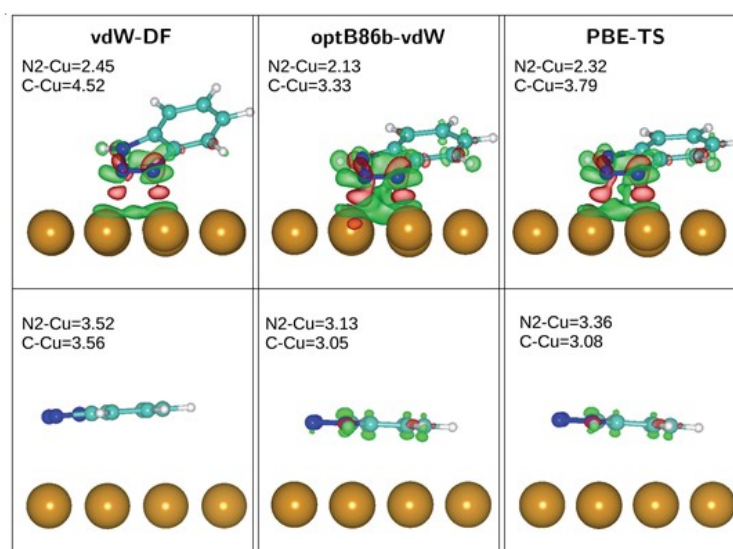 vdW-DF
optB86b-vdW
PBE-TS
N2-Cu=2.45
C-Cu=4.52
N2-Cu=2.13
C-Cu=3.33
N2-Cu=2.32
C-Cu=3.79
N2-Cu=3.52
C-Cu=3.56
N2-Cu=3.13
C-Cu=3.05
N2-Cu=3.36
C-Cu=3.08